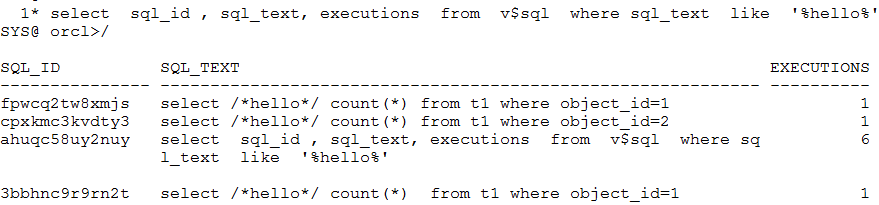 1* select  sql_id , sql_text, executions  from  v$sql  where sql_text  like  '%hello%'
SYS@ orcl>/
SQL_ID          SQL_TEXT                                                     EXECUTIONS
--------------- ------------------------------------------------------------ ----------
fpwcq2tw8xmjs   select /*hello*/ count(*) from t1 where object_id=1                   1
cpxkmc3kvdty3   select /*hello*/ count(*) from t1 where object_id=2                   1
ahuqc58uy2nuy   select  sql_id , sql_text, executions  from  v$sql  where sq          6
                l_text  like  '%hello%'
3bbhnc9r9rn2t   select /*hello*/ count(*)  from t1 where object_id=1                  1